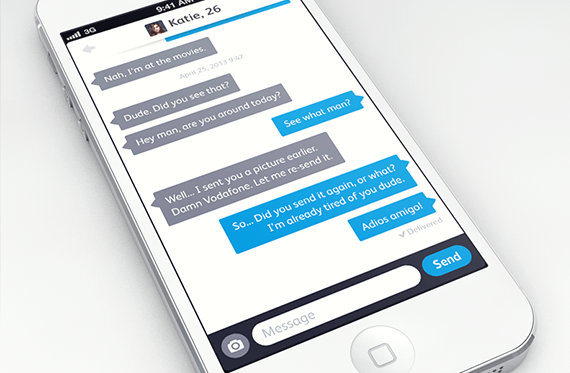 3G 9:41 AM
Katie, 26
Nah, I'm at the movies.
April 25, 2013 9:47
Dude. Did you see that?
Hey man, are you around today?
See what man?
Well... I sent you a picture earlier.
Damn Vodafone. Let me re-send it.
So... Did you send it again, or what?
I'm already tired of you dude.
Adios amigo!
Delivered
Message
Send